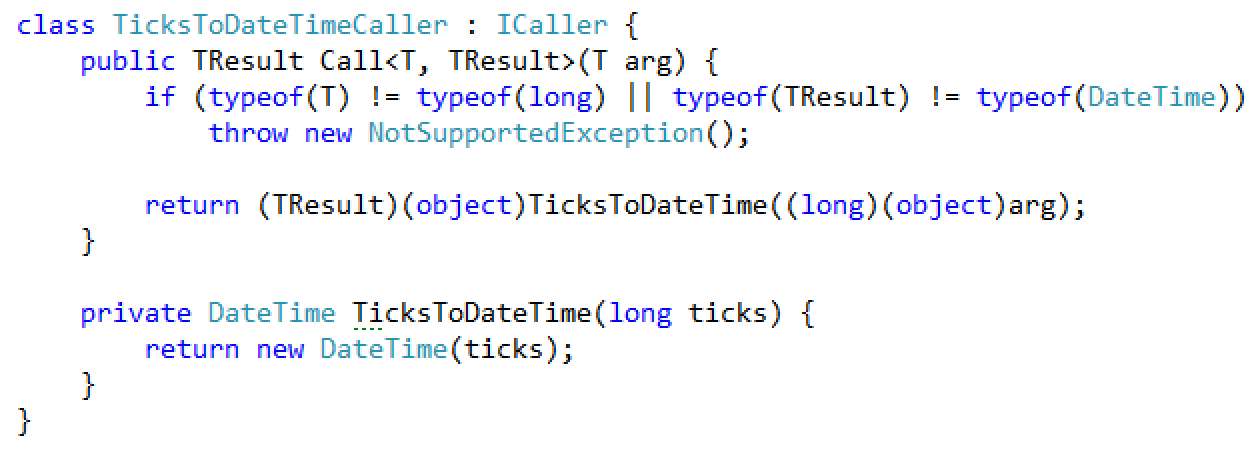 class TicksToDateTimeCaller : ICaller {
    public TResult Call<T, TResult>(T arg) {
        if (typeof(T) != typeof(long) || typeof(TResult) != typeof(DateTime))
            throw new NotSupportedException();

        return (TResult)(object)TicksToDateTime((long)(object)arg);
    }

    private DateTime TicksToDateTime(long ticks) {
        return new DateTime(ticks);
    }
}